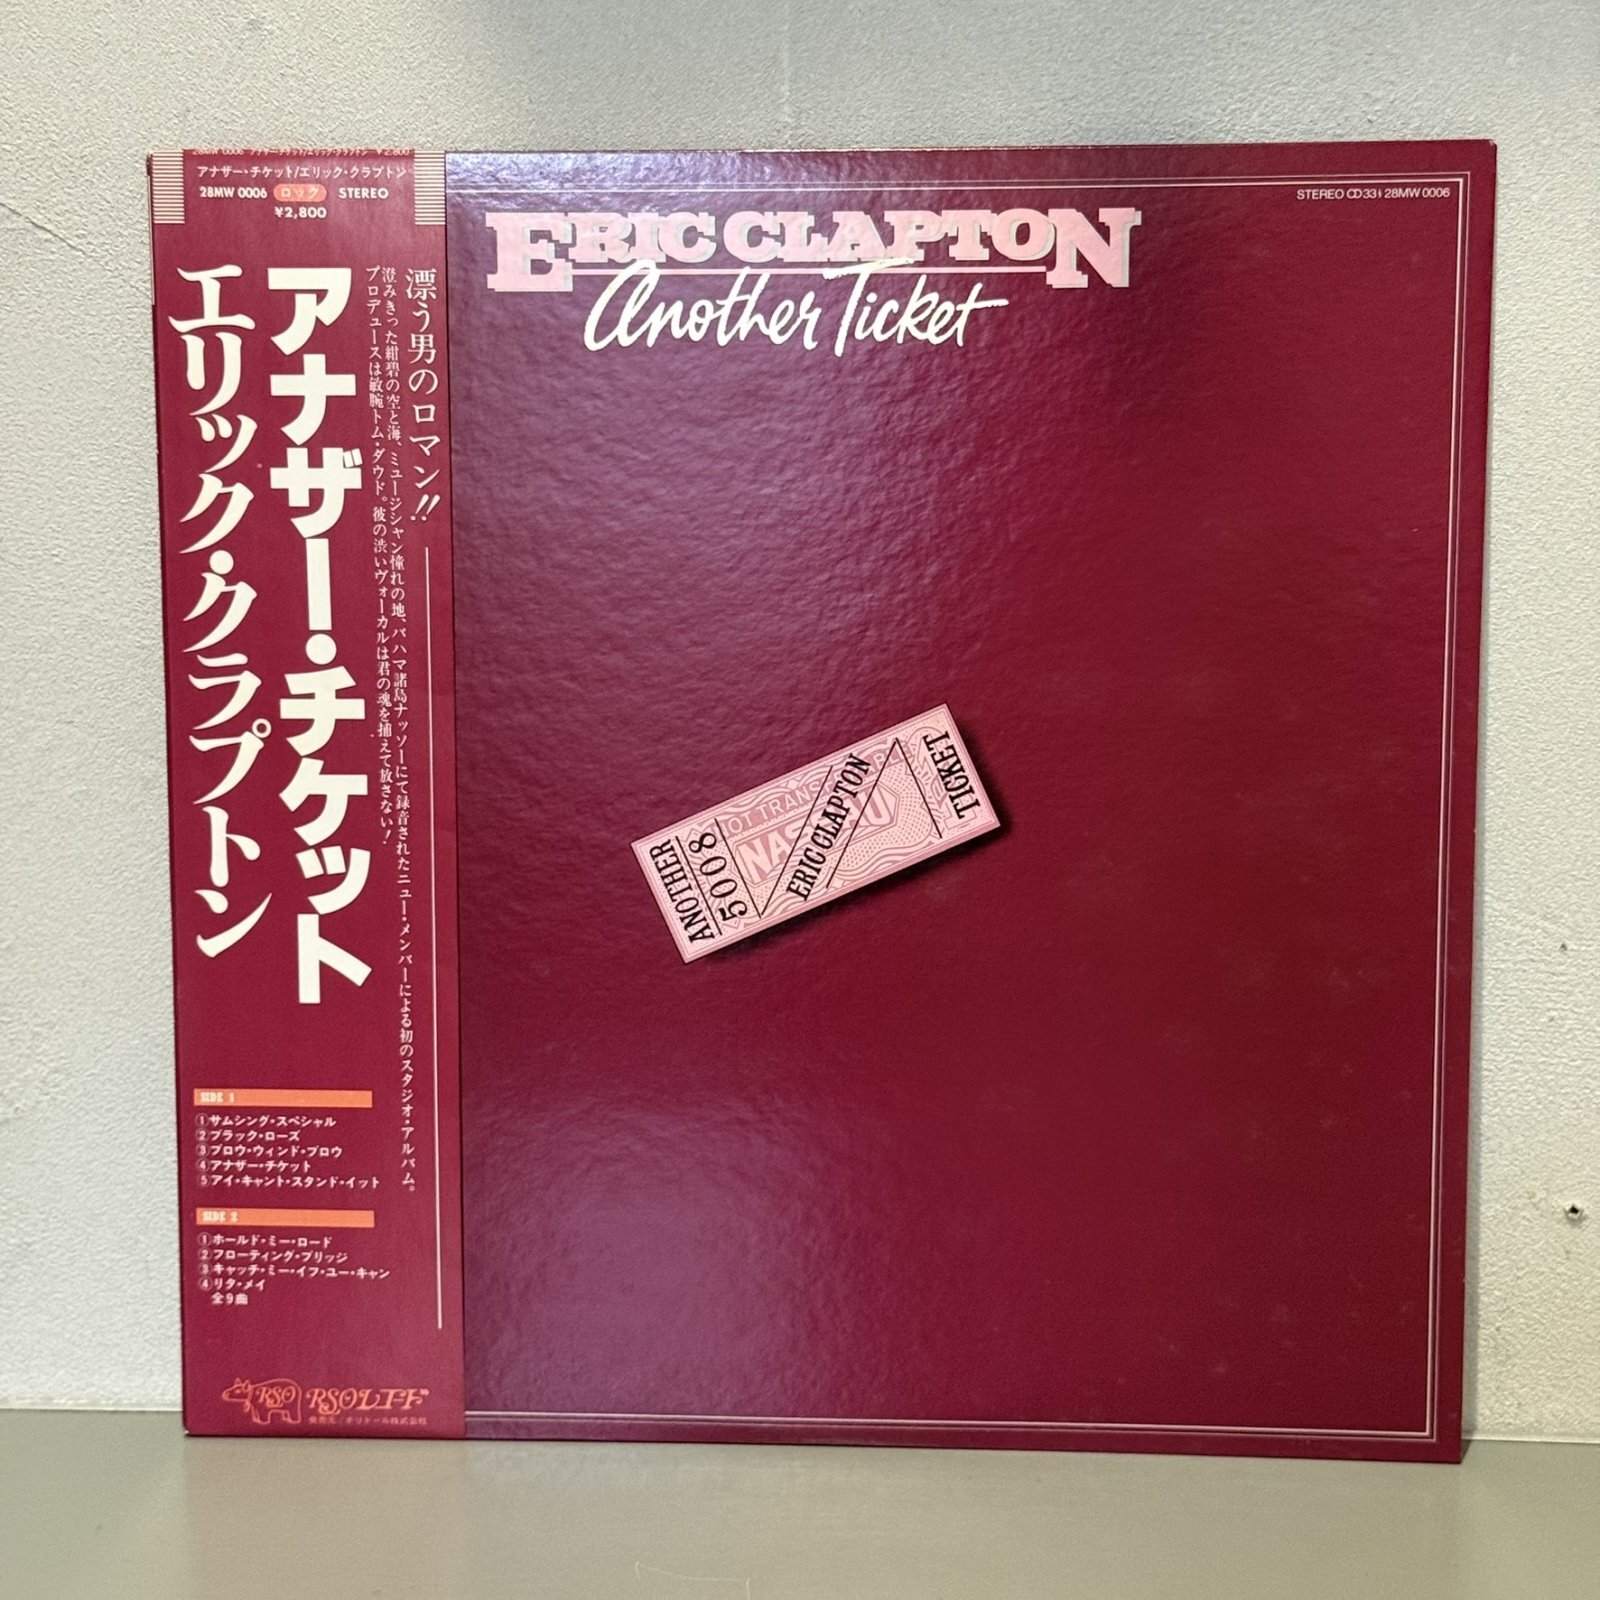 28MW 0006 アナザー・チケット/エリック・クラプトン ¥2,800
アナザー・チケット/エリック・クラプトン
28MW 0006 ロック STEREO
¥2,800
漂う男のロマン!!
澄みきった紺碧の空と海、ミュージシャン憧れの地、バハマ諸島ナッソーにて録音されたニュー・メンバーによる初のスタジオ・アルバム。
プロデュースは敏腕トム・ダウド。彼の渋いヴォーカルは君の魂を捕えて放さない!
アナザー・チケット
エリック・クラプトン
SIDE 1
①サムシング・スペシャル
②ブラック・ローズ
③ブロウ・ウィンド・ブロウ
④アナザー・チケット
⑤アイ・キャント・スタンド・イット
SIDE 2
①ホールド・ミー・ロード
②フローティング・ブリッジ
③キャッチ・ミー・イフ・ユー・キャン
④リタ・メイ
全9曲
RSO RSOレコード
発売元/ポリドール株式会社
STEREO 33⅓ 28MW 0006
ERIC CLAPTON
Another Ticket
ANOTHER
5008
NOT TRANS
NASSAU
ERIC CLAPTON
TICKET